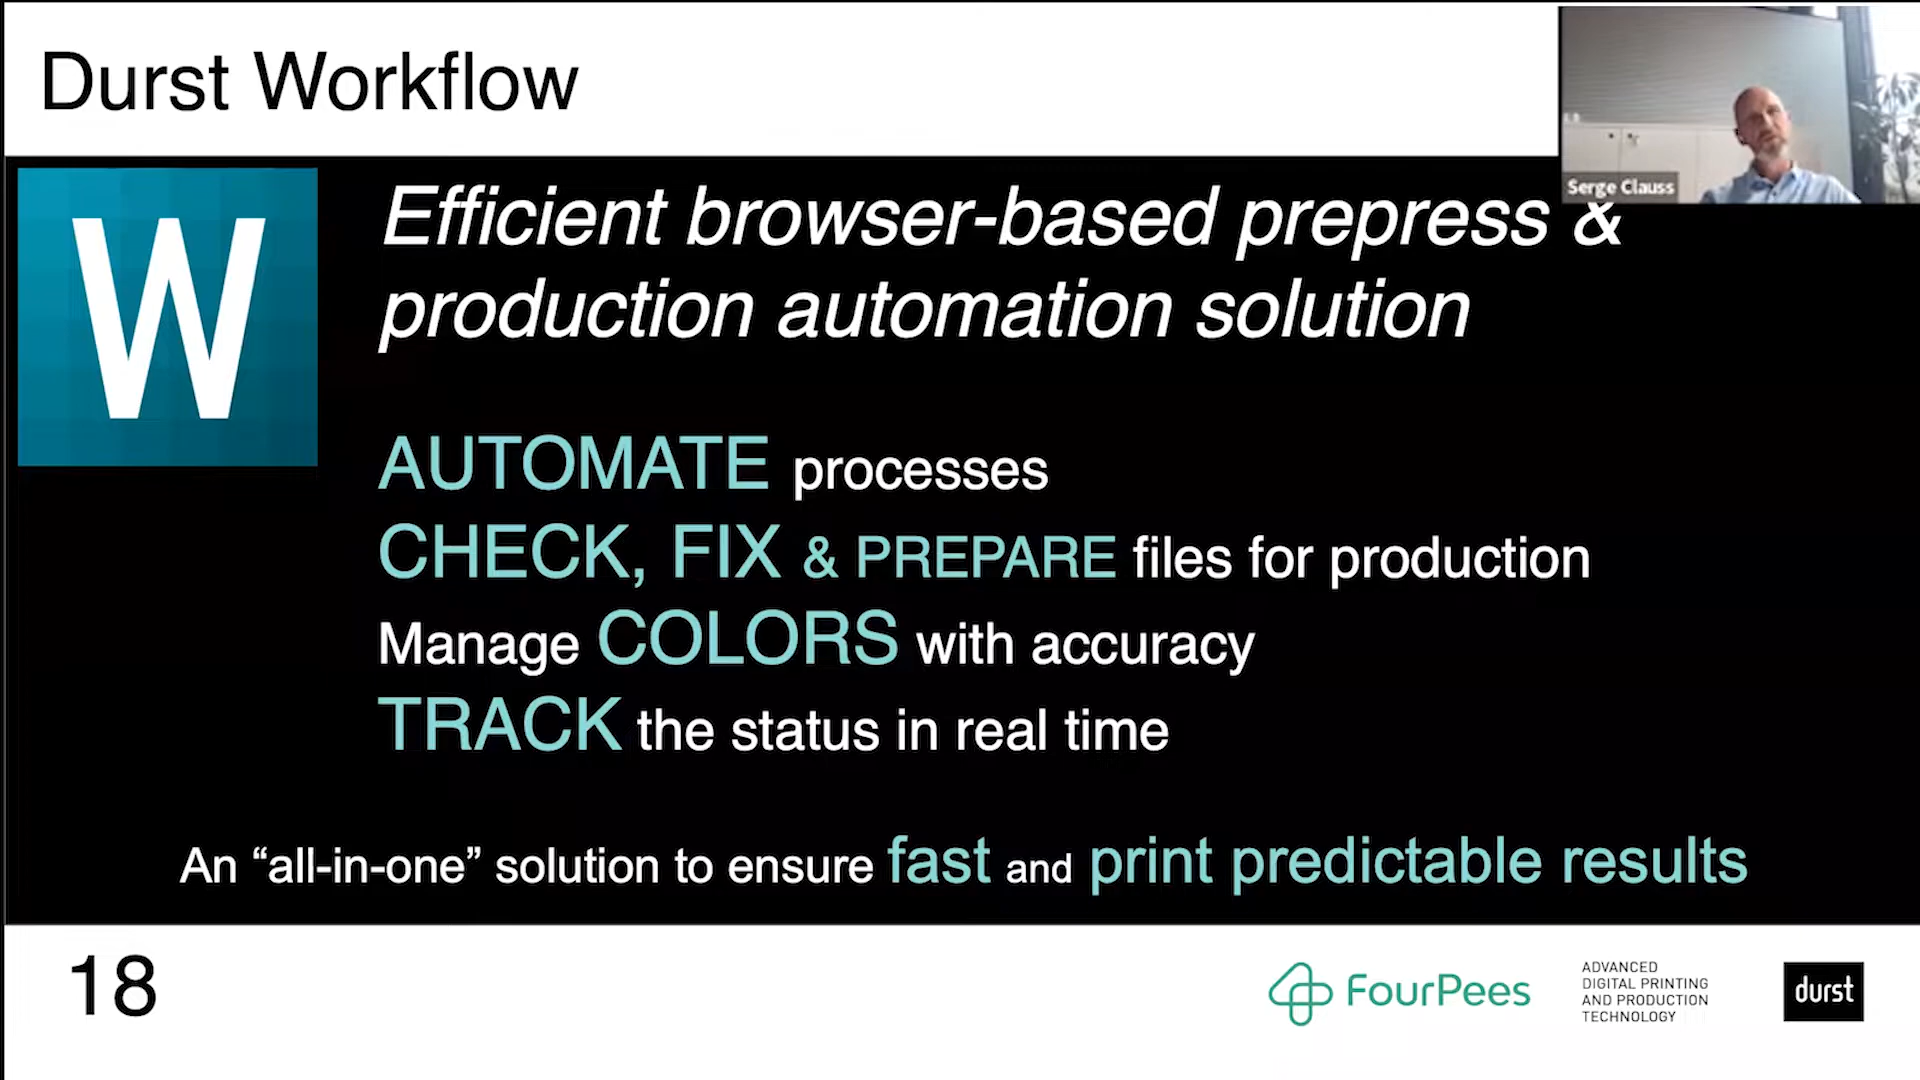 Durst Workflow
Serge Clauss
W
Efficient browser-based prepress &
production automation solution
AUTOMATE processes
CHECK, FIX & PREPARE files for production
Manage COLORS with accuracy
TRACK the status in real time
An “all-in-one” solution to ensure fast and print predictable results
18
FourPees
ADVANCED
DIGITAL PRINTING
AND PRODUCTION
TECHNOLOGY
durst